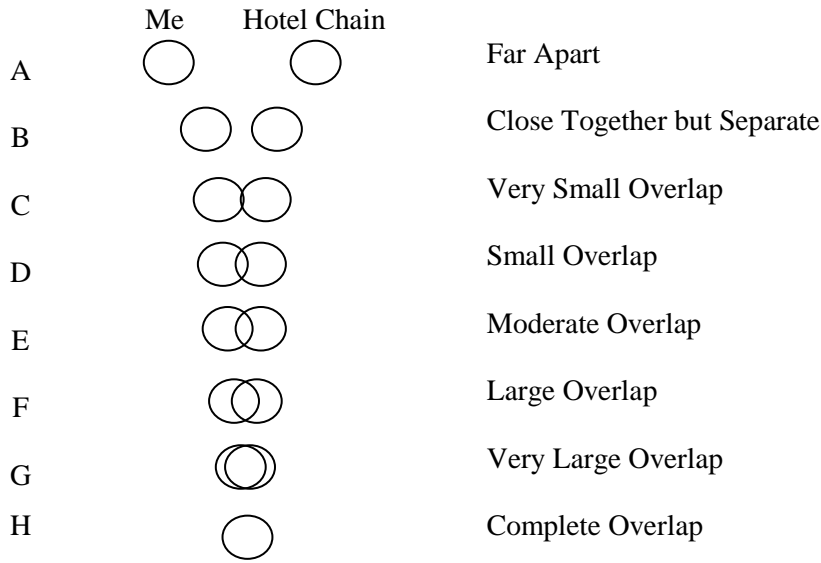 Me Hotel Chain
A Far Apart
B Close Together but Separate
C Very Small Overlap
D Small Overlap
E Moderate Overlap
F Large Overlap
G Very Large Overlap
H Complete Overlap